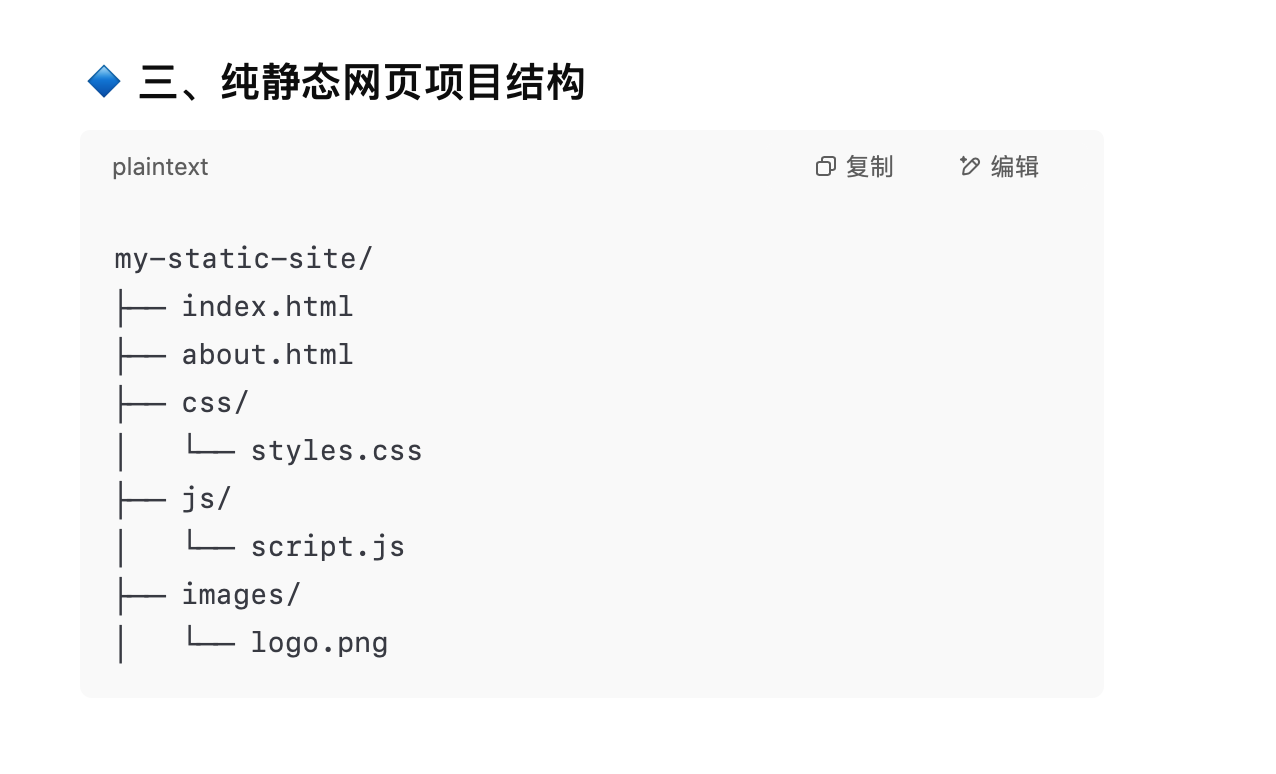 🔷 三、纯静态网页项目结构
plaintext 复制 编辑
my-static-site/
├── index.html
├── about.html
├── css/
│   └── styles.css
├── js/
│   └── script.js
├── images/
│   └── logo.png